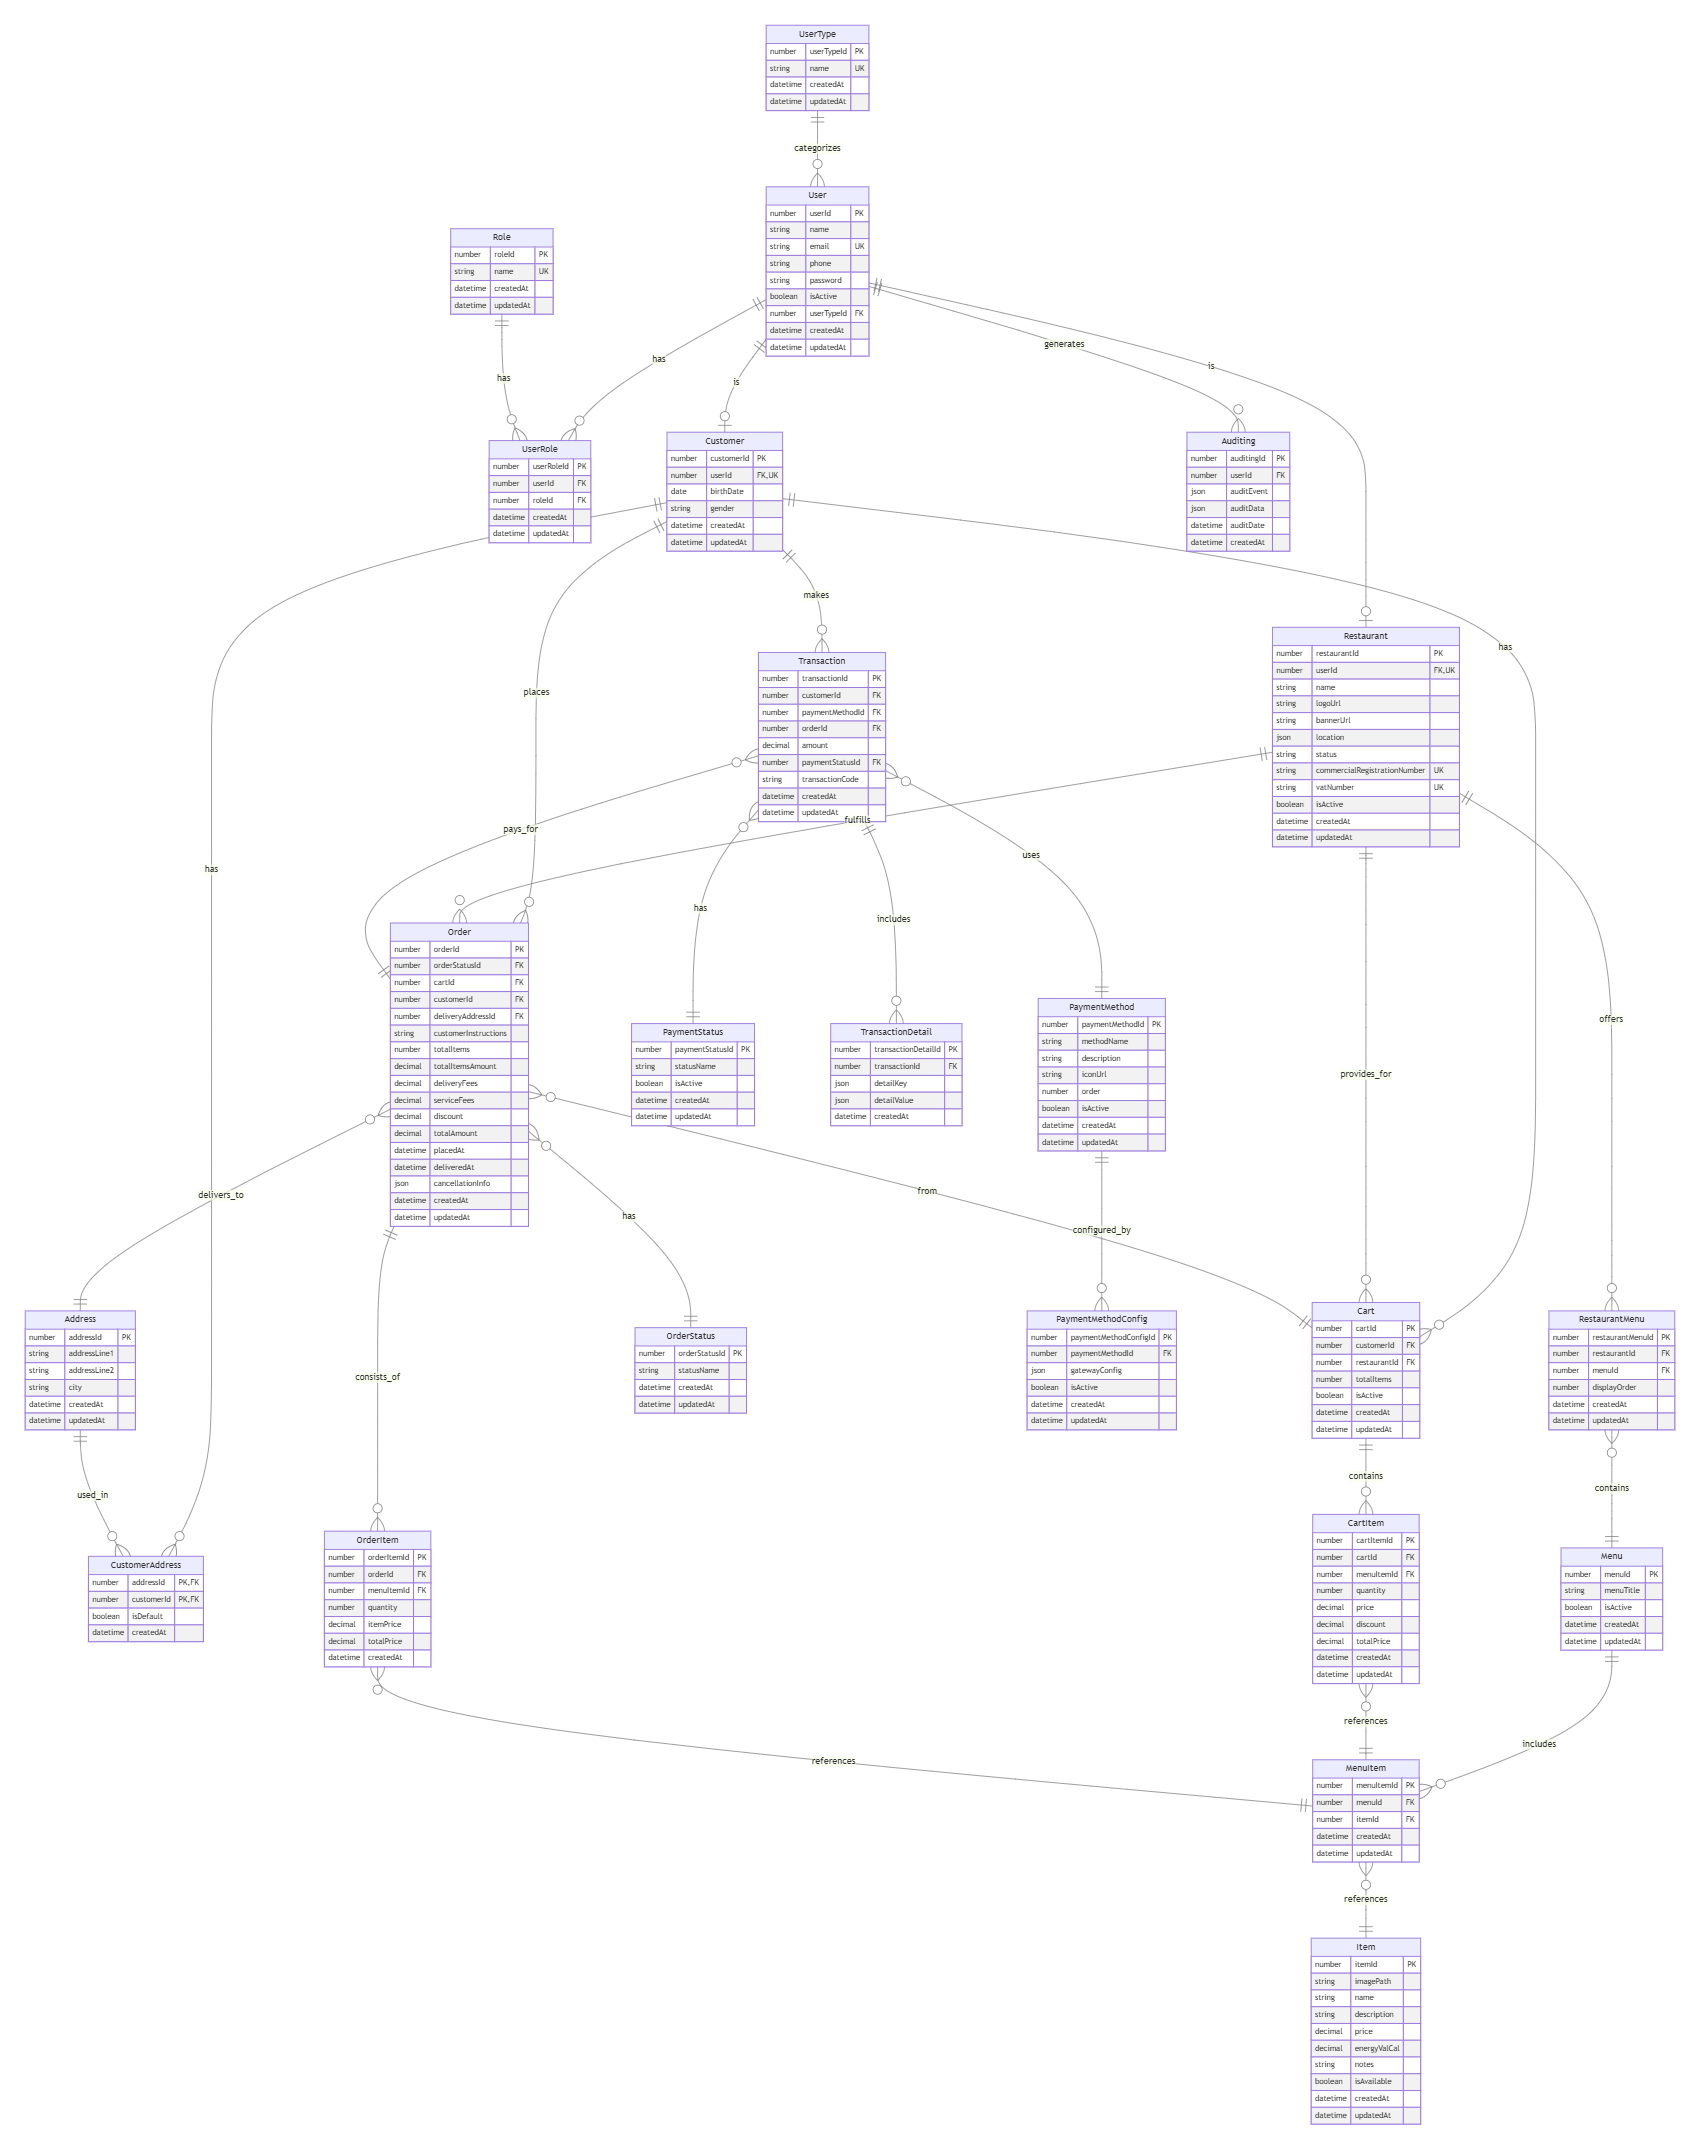 UserType
number userTypeId PK
string name UK
datetime createdAt
datetime updatedAt
categorizes
User
number userId PK
string name
string email UK
string phone
string password
boolean isActive
number userTypeId FK
datetime createdAt
datetime updatedAt
Role
number roleId PK
string name UK
datetime createdAt
datetime updatedAt
has
has
is
generates
is
UserRole
number userRoleId PK
number userId FK
number roleId FK
datetime createdAt
datetime updatedAt
Customer
number customerId PK
number userId FK,UK
date birthDate
string gender
datetime createdAt
datetime updatedAt
Auditing
number auditingId PK
number userId FK
json auditEvent
json auditData
datetime auditDate
datetime createdAt
makes
has
places
Transaction
number transactionId PK
number customerId FK
number paymentMethodId FK
number orderId FK
decimal amount
number paymentStatusId FK
string transactionCode
datetime createdAt
datetime updatedAt
Restaurant
number restaurantId PK
number userId FK,UK
string name
string logoUrl
string bannerUrl
json location
string status
string commercialRegistrationNumber UK
string vatNumber UK
boolean isActive
datetime createdAt
datetime updatedAt
fulfills
pays_for
uses
has
has
includes
offers
provides_for
Order
number orderId PK
number orderStatusId FK
number cartId FK
number customerId FK
number deliveryAddressId FK
string customerInstructions
number totalItems
decimal totalItemsAmount
decimal deliveryFees
decimal serviceFees
decimal discount
decimal totalAmount
datetime placedAt
datetime deliveredAt
json cancellationInfo
datetime createdAt
datetime updatedAt
PaymentStatus
number paymentStatusId PK
string statusName
boolean isActive
datetime createdAt
datetime updatedAt
TransactionDetail
number transactionDetailId PK
number transactionId FK
json detailKey
json detailValue
datetime createdAt
PaymentMethod
number paymentMethodId PK
string methodName
string description
string iconUrl
number order
boolean isActive
datetime createdAt
datetime updatedAt
delivers_to
from
has
configured_by
Address
number addressId PK
string addressLine1
string addressLine2
string city
datetime createdAt
datetime updatedAt
OrderStatus
number orderStatusId PK
string statusName
datetime createdAt
datetime updatedAt
PaymentMethodConfig
number paymentMethodConfigId PK
number paymentMethodId FK
json gatewayConfig
boolean isActive
datetime createdAt
datetime updatedAt
Cart
number cartId PK
number customerId FK
number restaurantId FK
number totalItems
boolean isActive
datetime createdAt
datetime updatedAt
RestaurantMenu
number restaurantMenuId PK
number restaurantId FK
number menuId FK
number displayOrder
datetime createdAt
datetime updatedAt
consists_of
used_in
contains
contains
CustomerAddress
number addressId PK,FK
number customerId PK,FK
boolean isDefault
datetime createdAt
OrderItem
number orderItemId PK
number orderId FK
number menuItemId FK
number quantity
decimal itemPrice
decimal totalPrice
datetime createdAt
CartItem
number cartItemId PK
number cartId FK
number menuItemId FK
number quantity
decimal price
decimal discount
decimal totalPrice
datetime createdAt
datetime updatedAt
Menu
number menuId PK
string menuTitle
boolean isActive
datetime createdAt
datetime updatedAt
references
references
includes
MenuItem
number menuItemId PK
number menuId FK
number itemId FK
datetime createdAt
datetime updatedAt
references
Item
number itemId PK
string imagePath
string name
string description
decimal price
decimal energyValCal
string notes
boolean isAvailable
datetime createdAt
datetime updatedAt